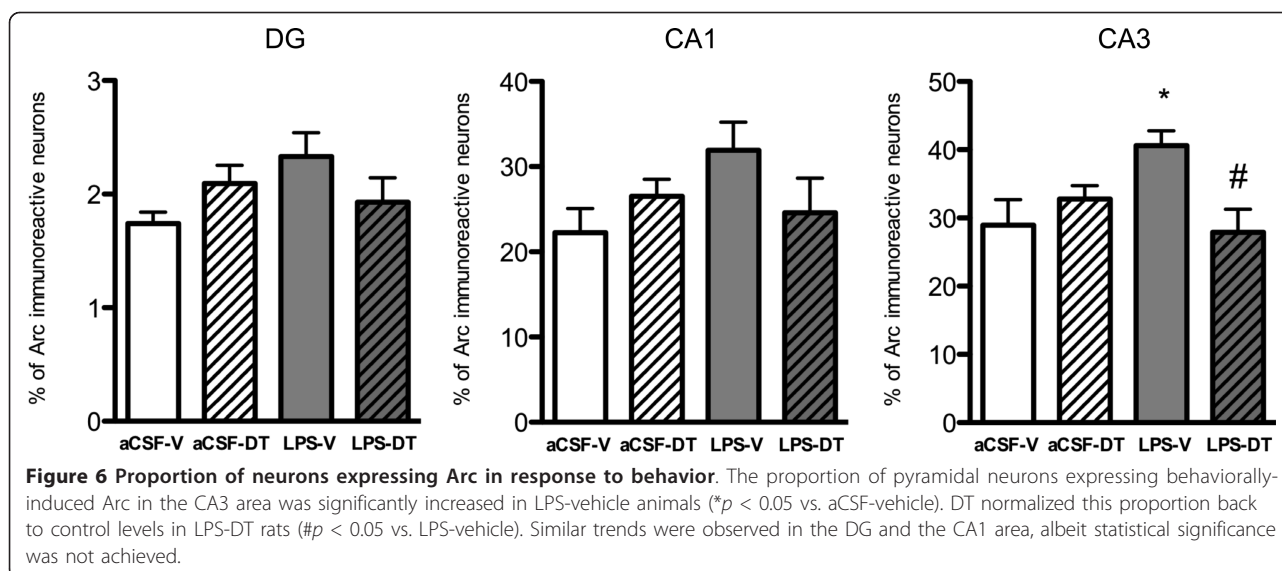 DG
CA1
CA3
% of Arc immunoreactive neurons
3
2
1
0
aCSF-V aCSF-DT LPS-V LPS-DT
% of Arc immunoreactive neurons
40
30
20
10
0
aCSF-V aCSF-DT LPS-V LPS-DT
% of Arc immunoreactive neurons
50
40
30
20
10
0
*
#
aCSF-V aCSF-DT LPS-V LPS-DT
Figure 6 Proportion of neurons expressing Arc in response to behavior. The proportion of pyramidal neurons expressing behaviorally-
induced Arc in the CA3 area was significantly increased in LPS-vehicle animals (*p < 0.05 vs. aCSF-vehicle). DT normalized this proportion back
to control levels in LPS-DT rats (#p < 0.05 vs. LPS-vehicle). Similar trends were observed in the DG and the CA1 area, albeit statistical significance
was not achieved.